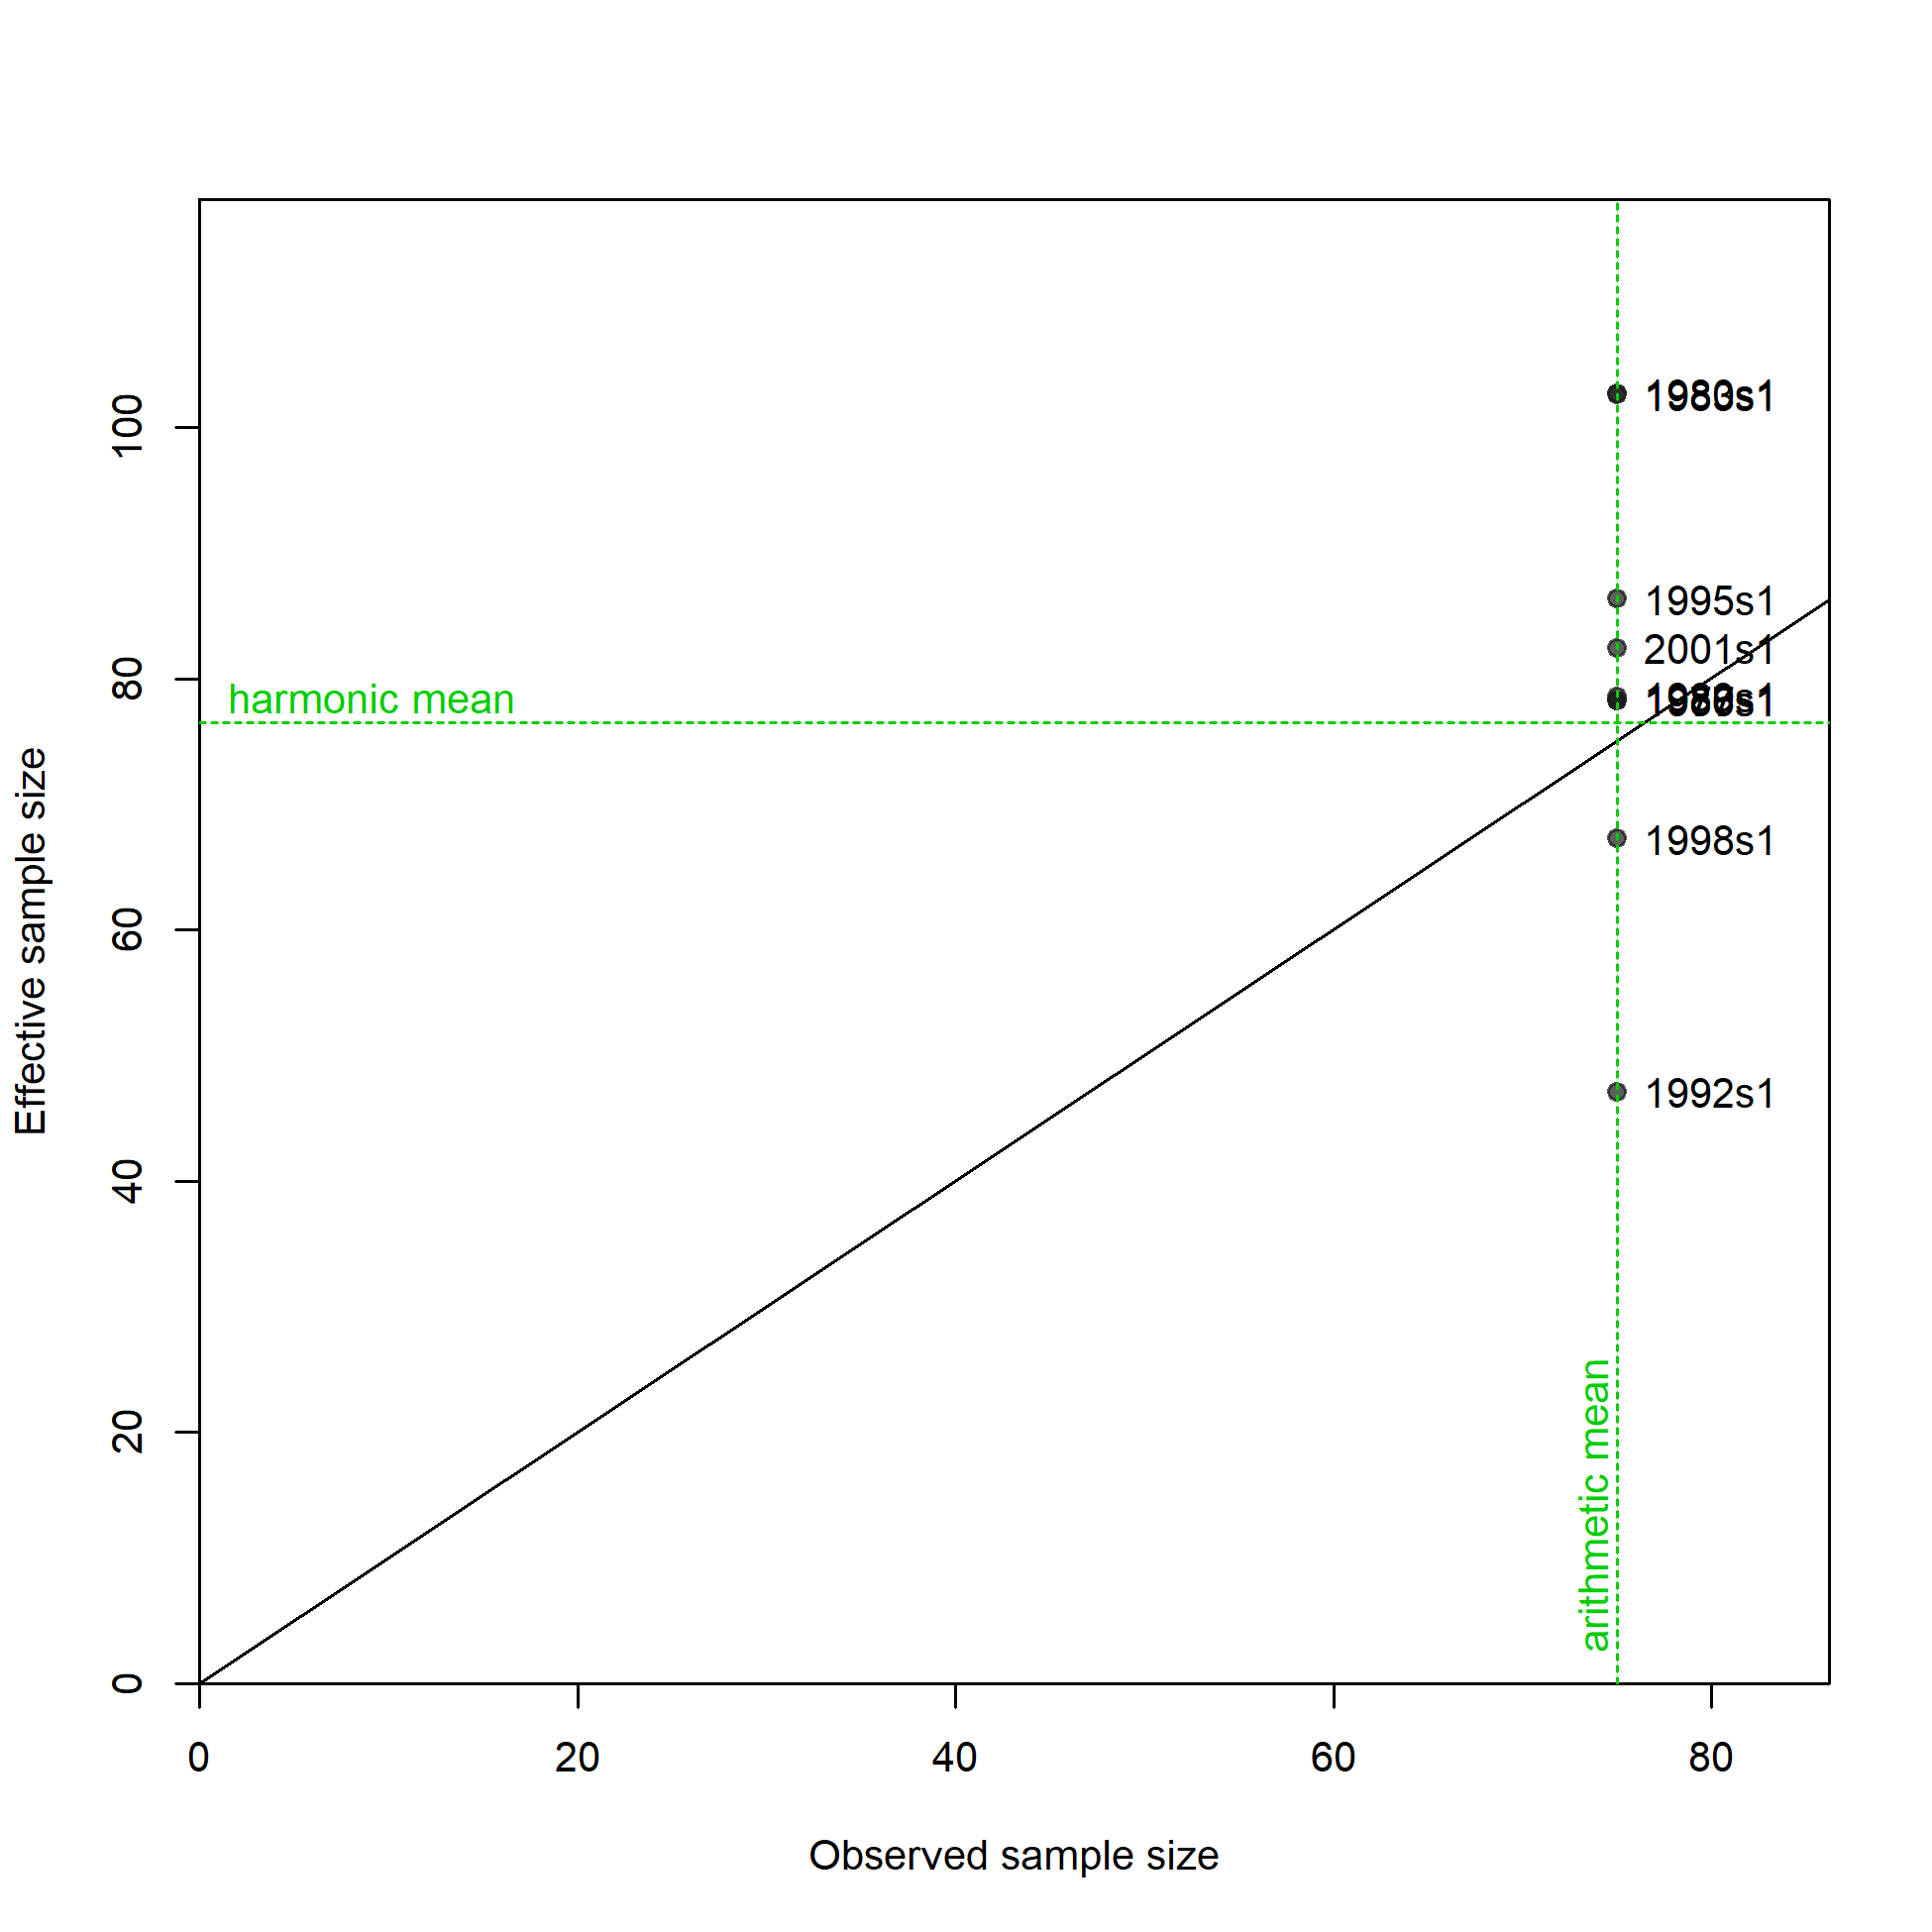 1995s1
2001s1
harmonic mean
1998s1
1992s1
arithmetic mean
Effective sample size
100
80
60
40
20
0
0 20 40 60 80
Observed sample size